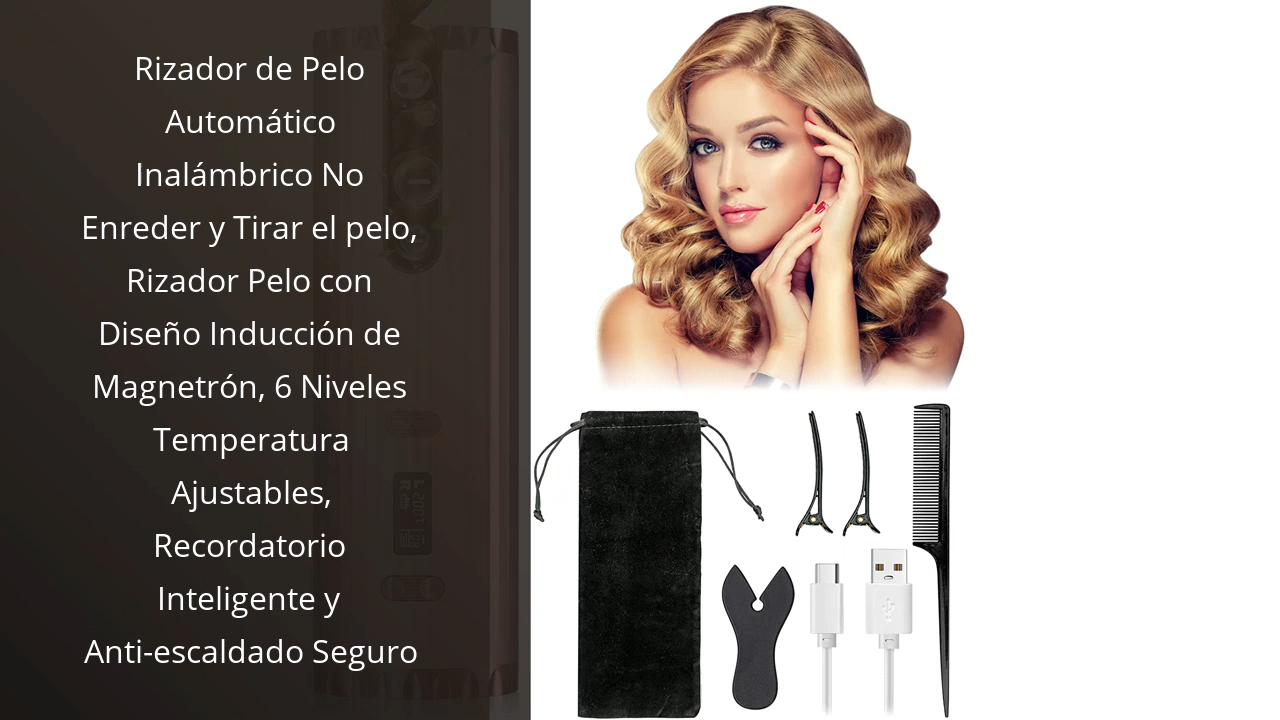 Rizador de Pelo
Automático
Inalámbrico No
Enreder y Tirar el pelo,
Rizador Pelo con
Diseño Inducción de
Magnetrón, 6 Niveles
Temperatura
Ajustables,
Recordatorio
Inteligente y
Anti-escaldado Seguro